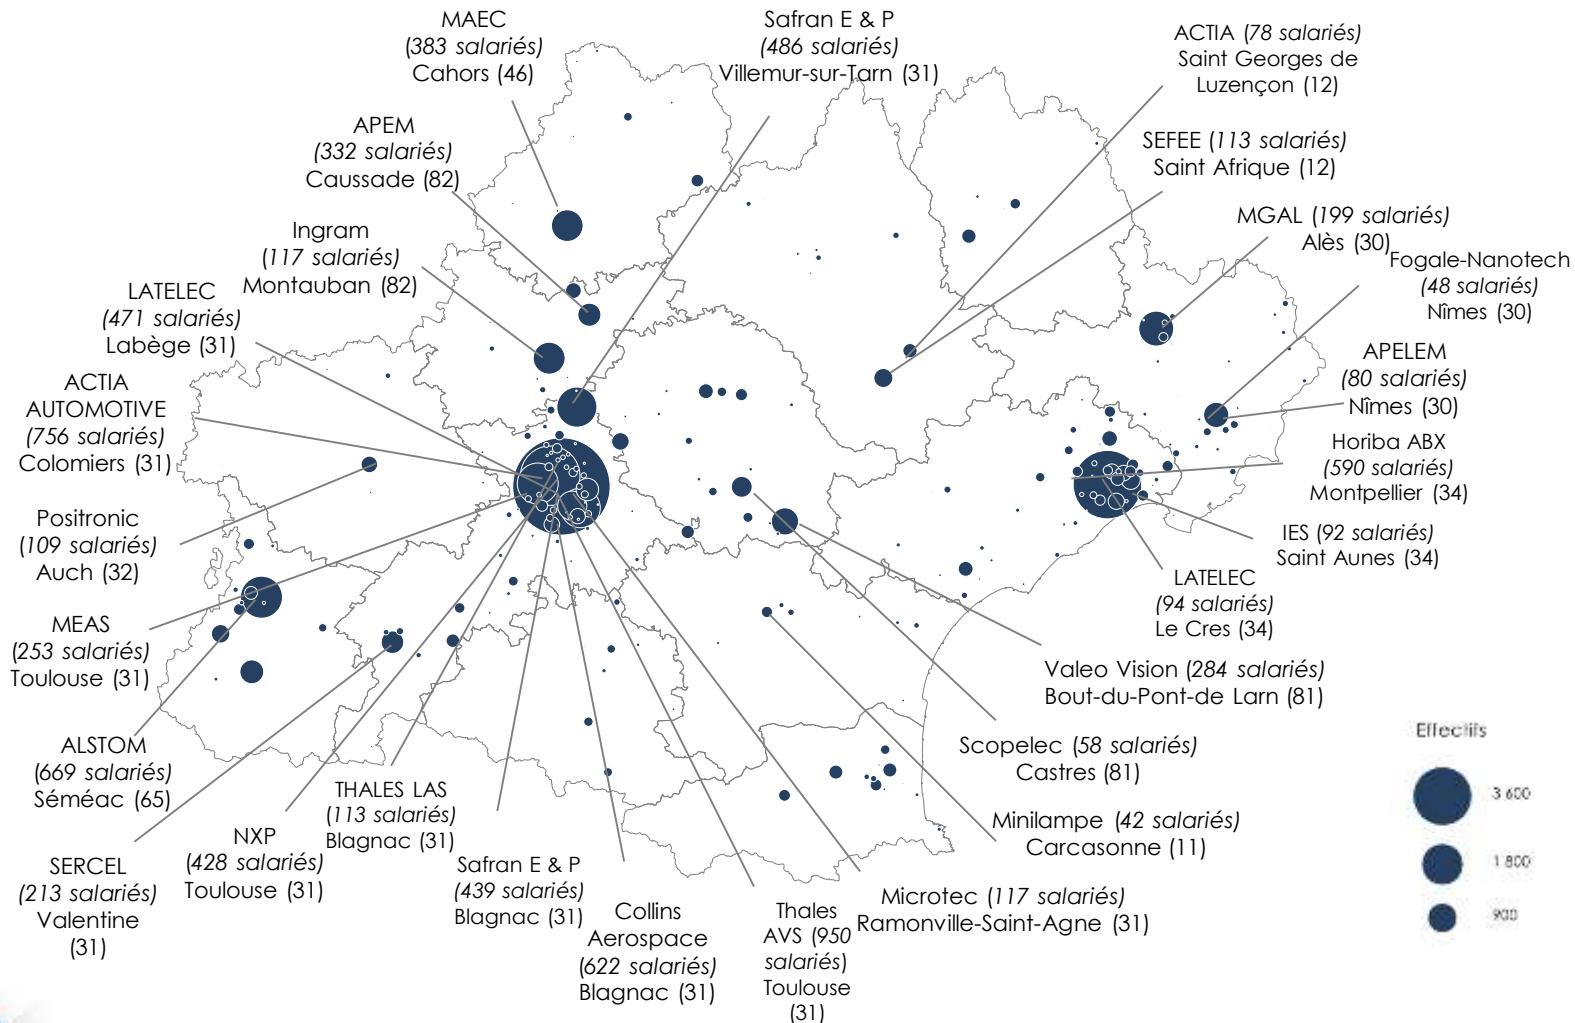 MAEC
(383 salariés)
Cahors (46)
Safran E & P
(486 salariés)
Villemur-sur-Tarn (31)
ACTIA (78 salariés)
Saint Georges de
Luzençon (12)
APEM
(332 salariés)
Caussade (82)
SEFEE (113 salariés)
Saint Afrique (12)
Ingram
(117 salariés)
Montauban (82)
MGAL (199 salariés)
Alès (30)
Fogale-Nanotech
(48 salariés)
Nîmes (30)
LATELEC
(471 salariés)
Labège (31)
APELEM
(80 salariés)
Nîmes (30)
ACTIA
AUTOMOTIVE
(756 salariés)
Colomiers (31)
Horiba ABX
(590 salariés)
Montpellier (34)
Positronic
(109 salariés)
Auch (32)
IES (92 salariés)
Saint Aunes (34)
LATELEC
(94 salariés)
Le Cres (34)
MEAS
(253 salariés)
Toulouse (31)
Valeo Vision (284 salariés)
Bout-du-Pont-de Larn (81)
ALSTOM
(669 salariés)
Séméac (65)
Scopelec (58 salariés)
Castres (81)
THALES LAS
(113 salariés)
Blagnac (31)
Minilampe (42 salariés)
Carcasonne (11)
NXP
(428 salariés)
Toulouse (31)
SERCEL
(213 salariés)
Valentine
(31)
Safran E & P
(439 salariés)
Blagnac (31)
Collins
Aerospace
(622 salariés)
Blagnac (31)
Thales
AVS (950
salariés)
Toulouse
(31)
Microtec (117 salariés)
Ramonville-Saint-Agne (31)
Effectifs
3 600
1 800
900